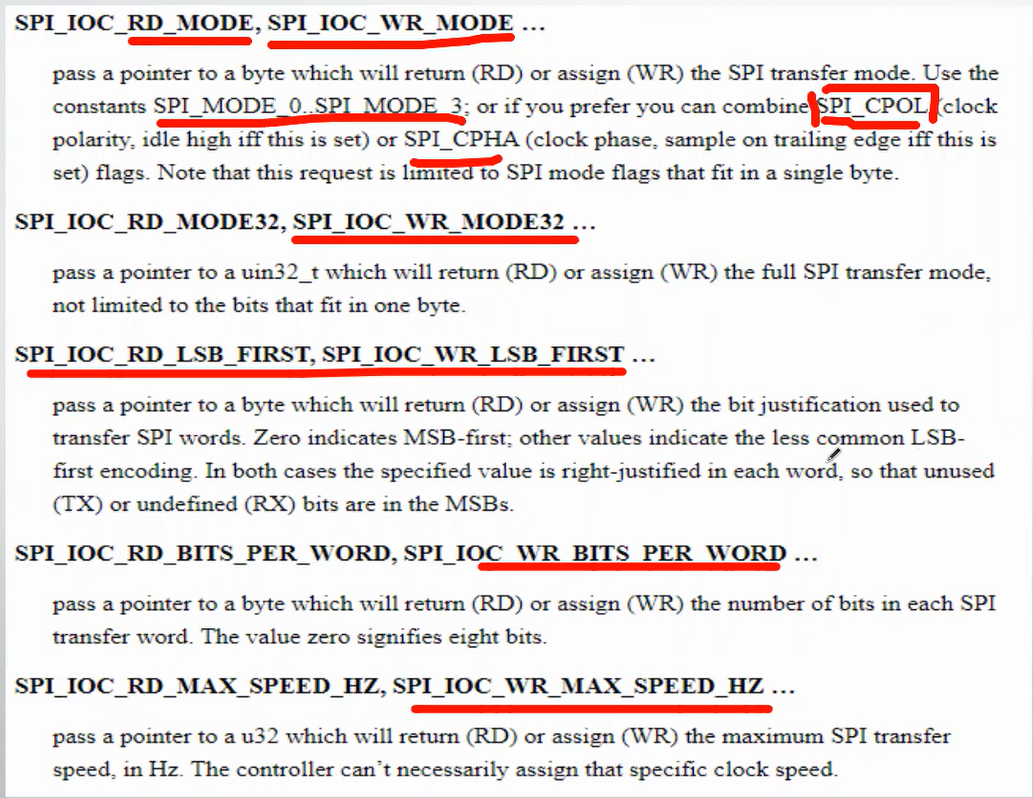 SPI_IOC_RD_MODE, SPI_IOC_WR_MODE …
pass a pointer to a byte which will return (RD) or assign (WR) the SPI transfer mode. Use the
constants SPI_MODE_0..SPI_MODE_3; or if you prefer you can combine SPI_CPOL (clock
polarity, idle high iff this is set) or SPI_CPHA (clock phase, sample on trailing edge iff this is
set) flags. Note that this request is limited to SPI mode flags that fit in a single byte.
SPI_IOC_RD_MODE32, SPI_IOC_WR_MODE32 …
pass a pointer to a uin32_t which will return (RD) or assign (WR) the full SPI transfer mode,
not limited to the bits that fit in one byte.
SPI_IOC_RD_LSB_FIRST, SPI_IOC_WR_LSB_FIRST …
pass a pointer to a byte which will return (RD) or assign (WR) the bit justification used to
transfer SPI words. Zero indicates MSB-first; other values indicate the less common LSB-
first encoding. In both cases the specified value is right-justified in each word, so that unused
(TX) or undefined (RX) bits are in the MSBs.
SPI_IOC_RD_BITS_PER_WORD, SPI_IOC_WR_BITS_PER_WORD …
pass a pointer to a byte which will return (RD) or assign (WR) the number of bits in each SPI
transfer word. The value zero signifies eight bits.
SPI_IOC_RD_MAX_SPEED_HZ, SPI_IOC_WR_MAX_SPEED_HZ …
pass a pointer to a u32 which will return (RD) or assign (WR) the maximum SPI transfer
speed, in Hz. The controller can’t necessarily assign that specific clock speed.